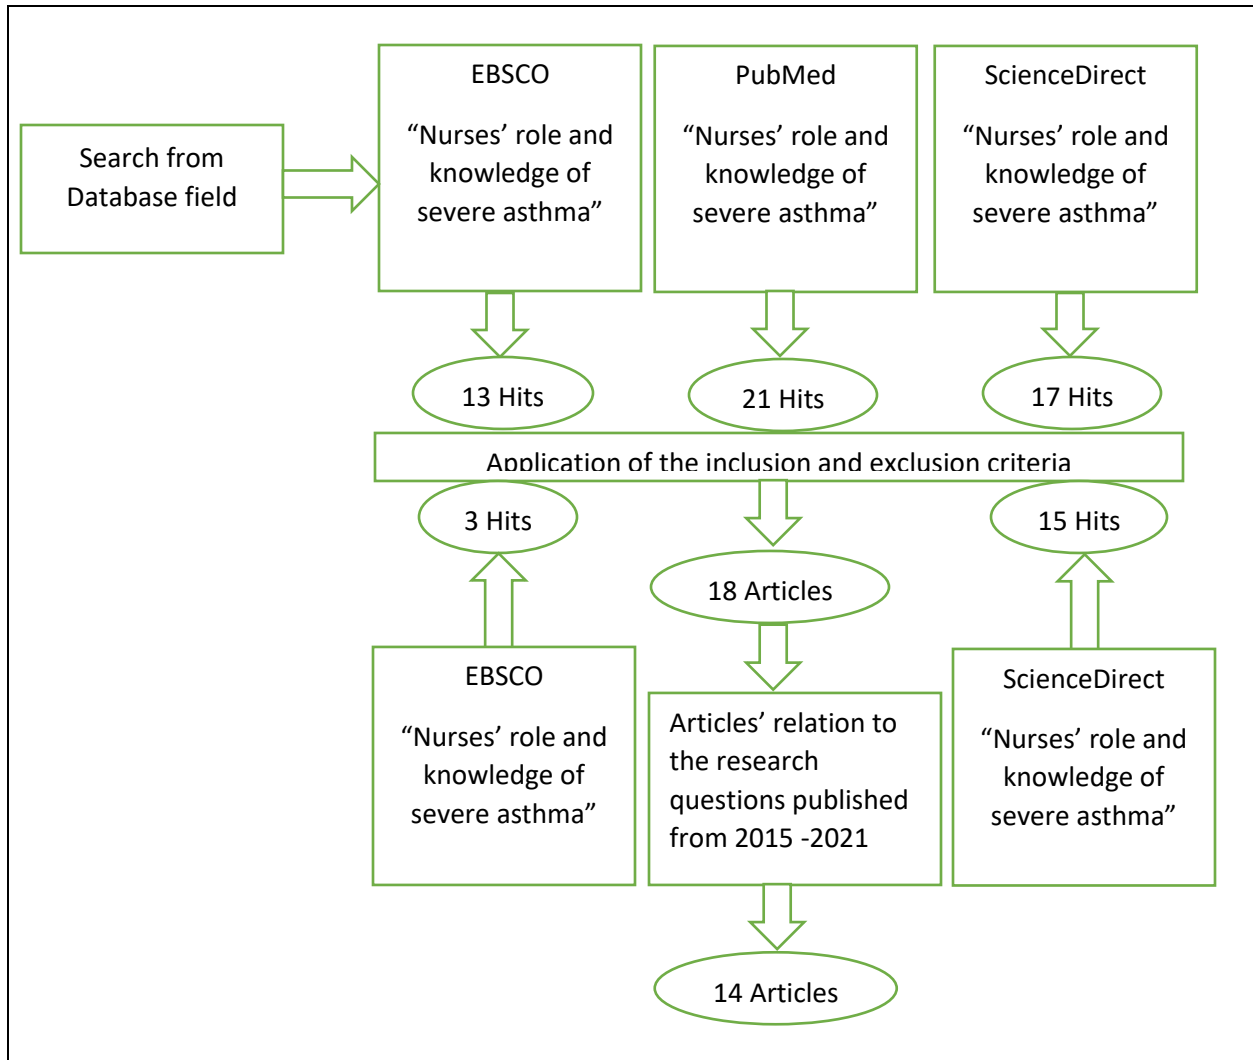 Search from
Database field
EBSCO
“Nurses’ role and
knowledge of
severe asthma”
PubMed
“Nurses’ role and
knowledge of
severe asthma”
ScienceDirect
“Nurses’ role and
knowledge of
severe asthma”
13 Hits
21 Hits
17 Hits
Application of the inclusion and exclusion criteria
3 Hits
15 Hits
18 Articles
EBSCO
“Nurses’ role and
knowledge of
severe asthma”
Articles’ relation to
the research
questions published
from 2015 -2021
ScienceDirect
“Nurses’ role and
knowledge of
severe asthma”
14 Articles